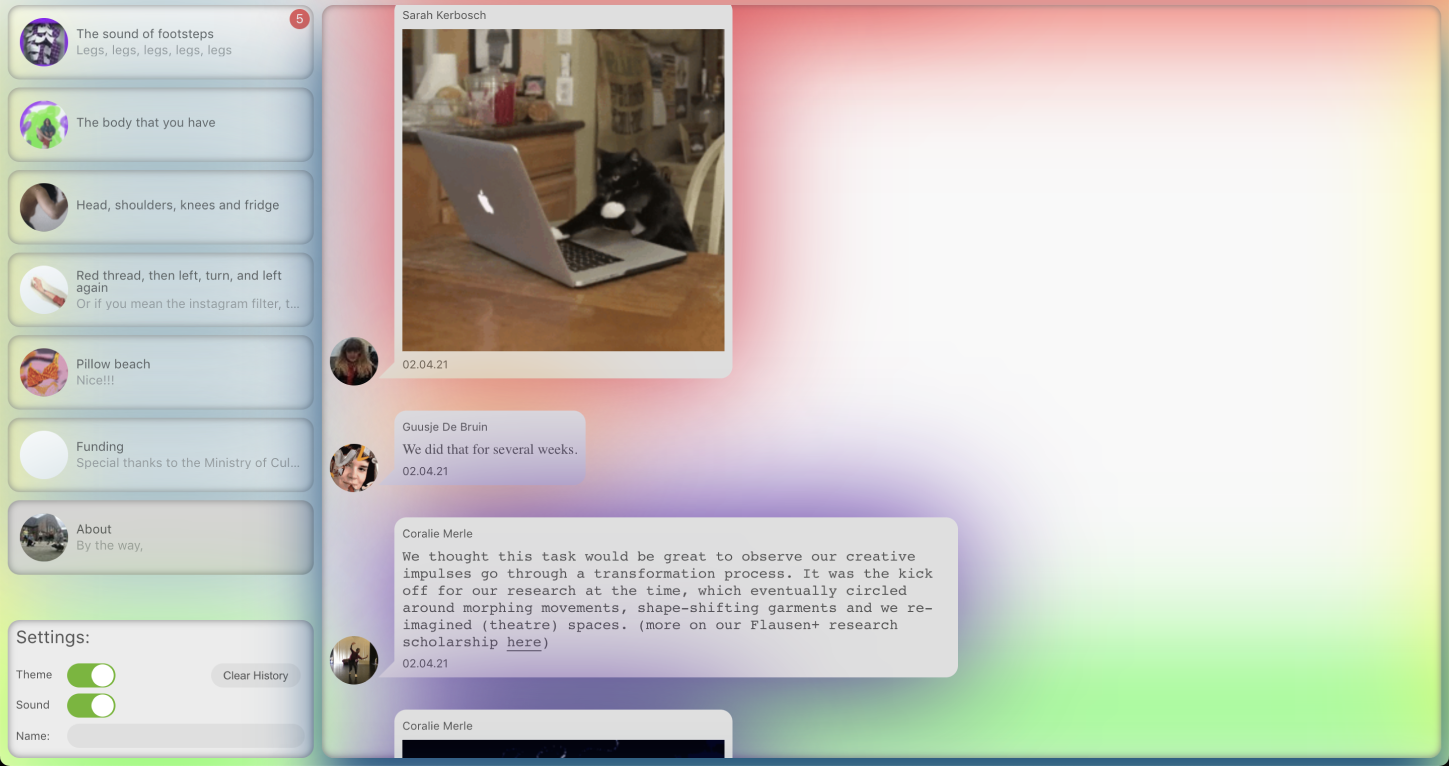 5
The sound of footsteps
Legs, legs, legs, legs, legs
The body that you have
Head, shoulders, knees and fridge
Red thread, then left, turn, and left
again
Or if you mean the instagram filter, t...
Pillow beach
Nice!!!
Funding
Special thanks to the Ministry of Cul...
About
By the way,
Settings:
Theme
Clear History
Sound
Name:
Sarah Kerbosch
02.04.21
Guusje De Bruin
We did that for several weeks.
02.04.21
Coralie Merle
We thought this task would be great to observe our creative
impulses go through a transformation process. It was the kick
off for our research at the time, which eventually circled
around morphing movements, shape-shifting garments and we re-
imagined (theatre) spaces. (more on our Flausen+ research
scholarship here)
02.04.21
Coralie Merle